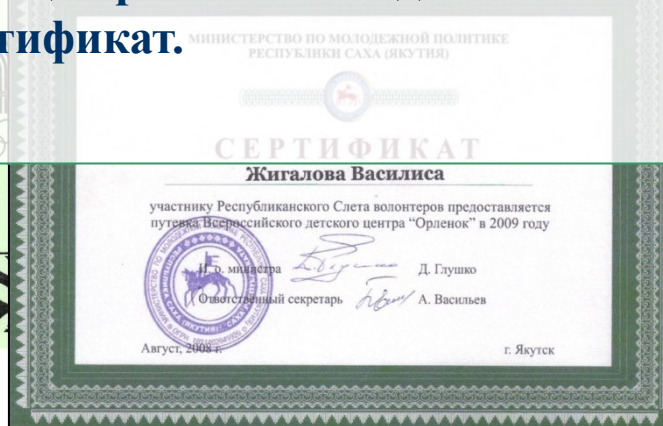 тификат.
МИНИСТЕРСТВО ПО МОЛОДЕЖНОЙ ПОЛИТИКЕ
РЕСПУБЛИКИ САХА (ЯКУТИЯ)
СЕРТИФИКАТ
Жигалова Василиса
участнику Республиканского Слета волонтеров предоставляется
путевка Всероссийского детского центра “Орленок” в 2009 году
И. о. министра Д. Глушко
Ответственный секретарь А. Васильев
Август, 2008 г. г. Якутск